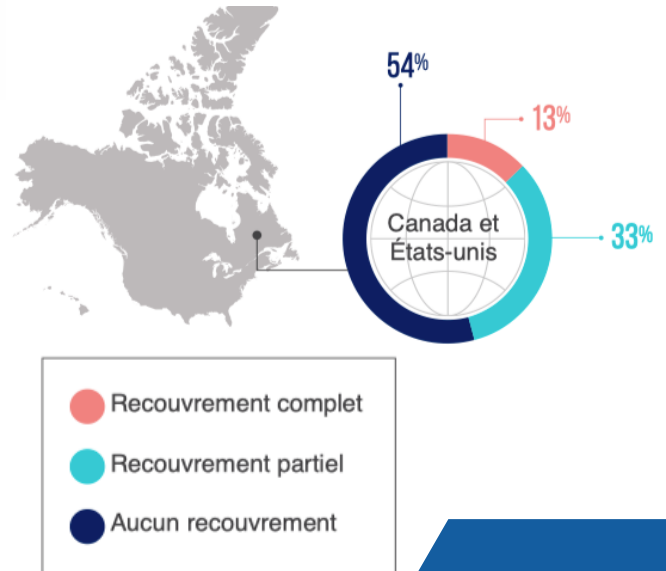 54%
13%
Canada et
États-unis
33%
Recouvrement complet
Recouvrement partiel
Aucun recouvrement